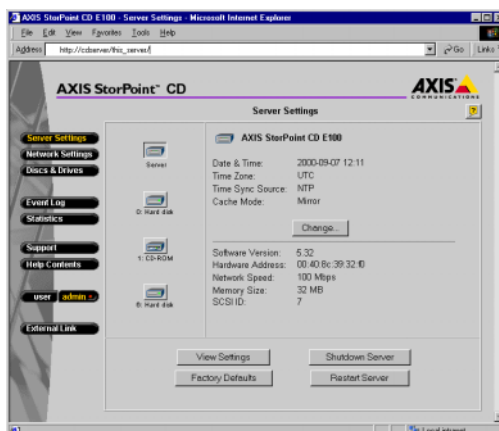 AXIS StorPoint CD E100 - Server Settings - Microsoft Internet Explorer
File Edit View Favorites Tools Help
Address http://cdserver/this_server/ Go Links
AXIS StorPoint™ CD
AXIS
COMMUNICATIONS
Server Settings
?
Server Settings
Network Settings
Discs & Drives
Event Log
Statistics
Support
Help Contents
user admin
External Link
Server
0: Hard disk
1: CD-ROM
6: Hard disk
AXIS StorPoint CD E100
Date & Time: 2000-09-07 12:11
Time Zone: UTC
Time Sync Source: NTP
Cache Mode: Mirror
Change...
Software Version: 5.32
Hardware Address: 00:40:8c:39:32:f0
Network Speed: 100 Mbps
Memory Size: 32 MB
SCSI ID: 7
View Settings Shutdown Server
Factory Defaults Restart Server
Local intranet